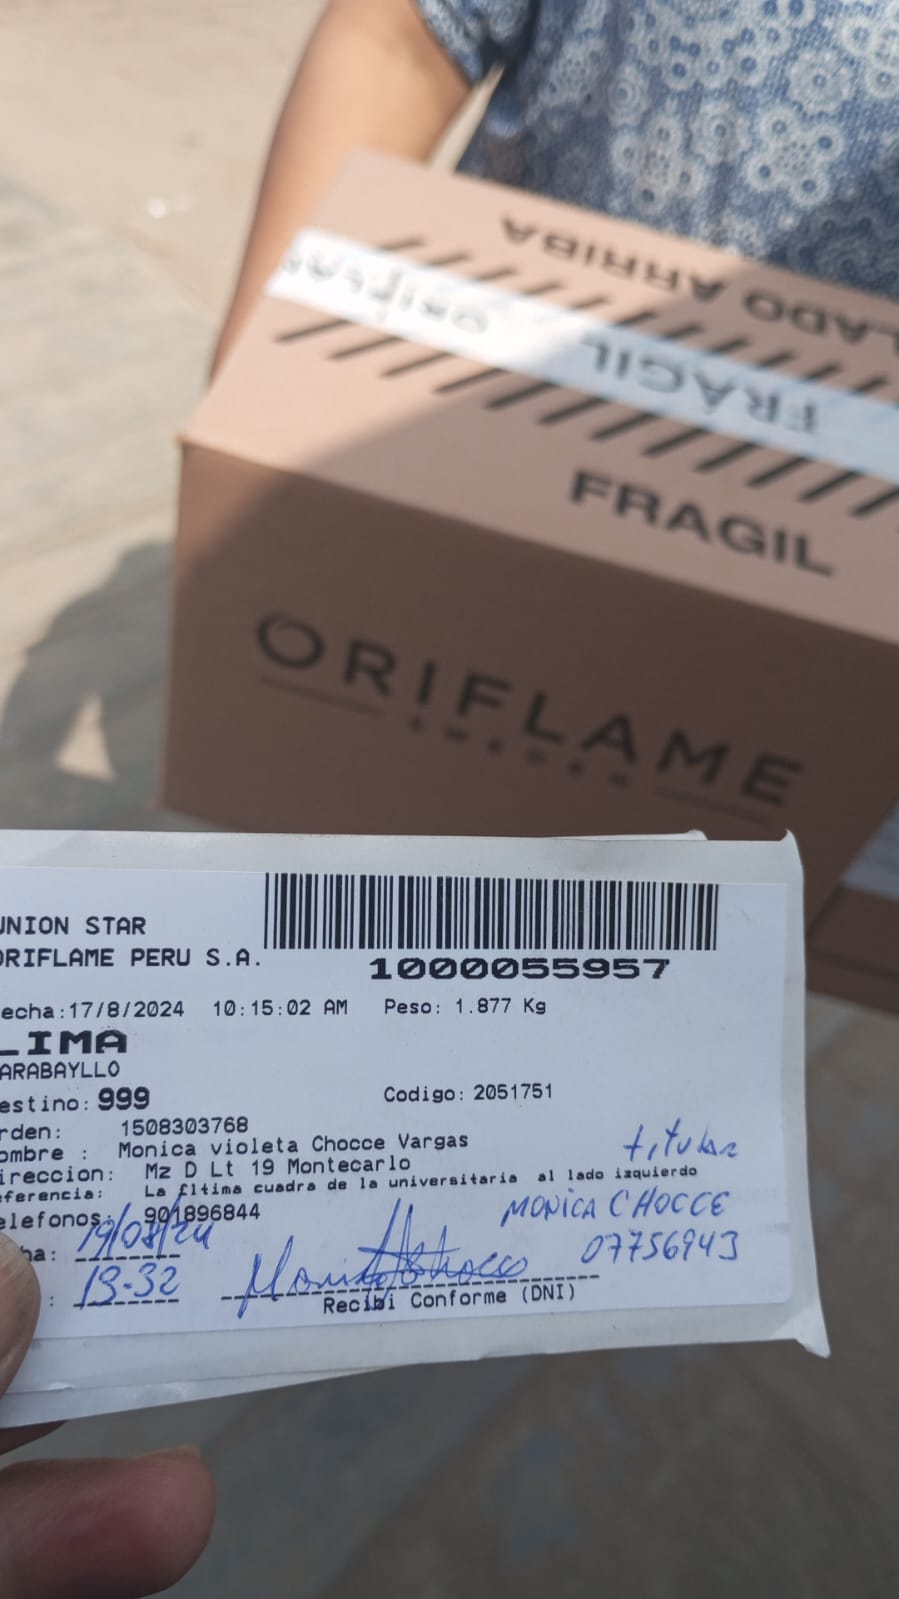 LADO ARRIBA
ORIFLAME
FRÁGIL
FRAGIL
ORIFLAME
SWEDEN
UNION STAR
ORIFLAME PERU S.A.
1000055957
echa:17/8/2024 10:15:02 AM Peso: 1.877 Kg
LIMA
ARABAYLLO
estino: 999 Codigo: 2051751
rden: 1508303768
ombre : Monica violeta Chocce Vargas
titular
ireccion: Mz D Lt 19 Montecarlo
eferencia: La £ltima cuadra de la universitaria al lado izquierdo
elefonos: 901896844
MONICA CHOCCE
ha: 19/08/24
07756943
: 13-32
Recibi Conforme (DNI)